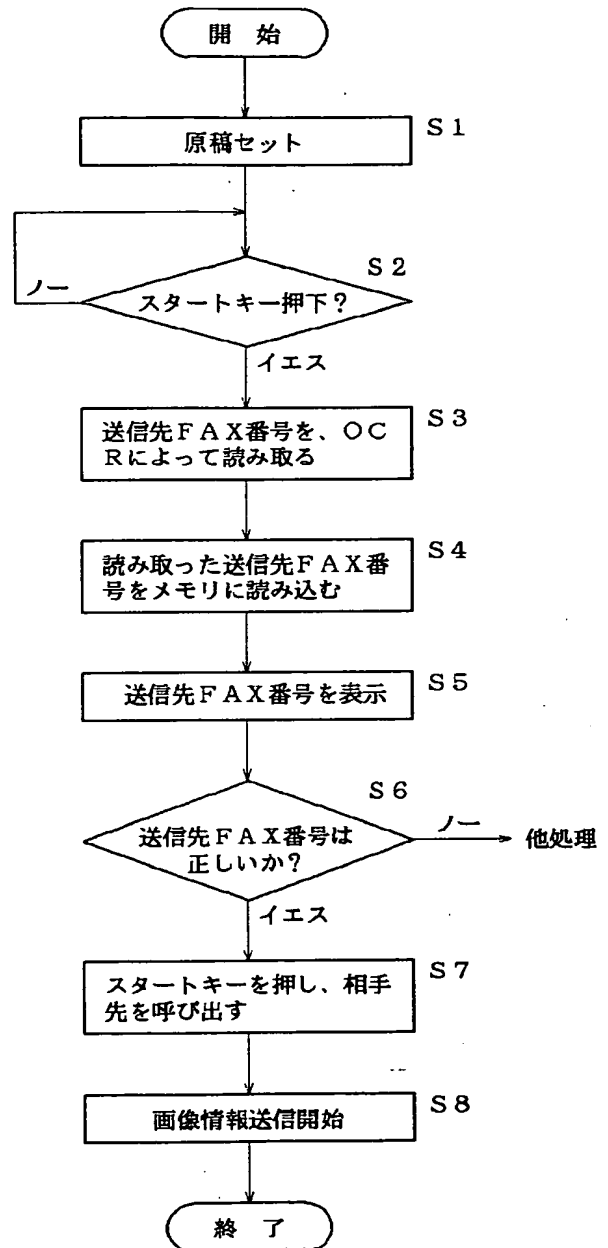 開 始
S1
原稿セット
S2
ノー
スタートキー押下?
イエス
S3
送信先FAX番号を、OC
Rによって読み取る
S4
読み取った送信先FAX番
号をメモリに読み込む
S5
送信先FAX番号を表示
S6
ノー
送信先FAX番号は
正しいか?
他処理
イエス
S7
スタートキーを押し、相手
先を呼び出す
S8
画像情報送信開始
終 了